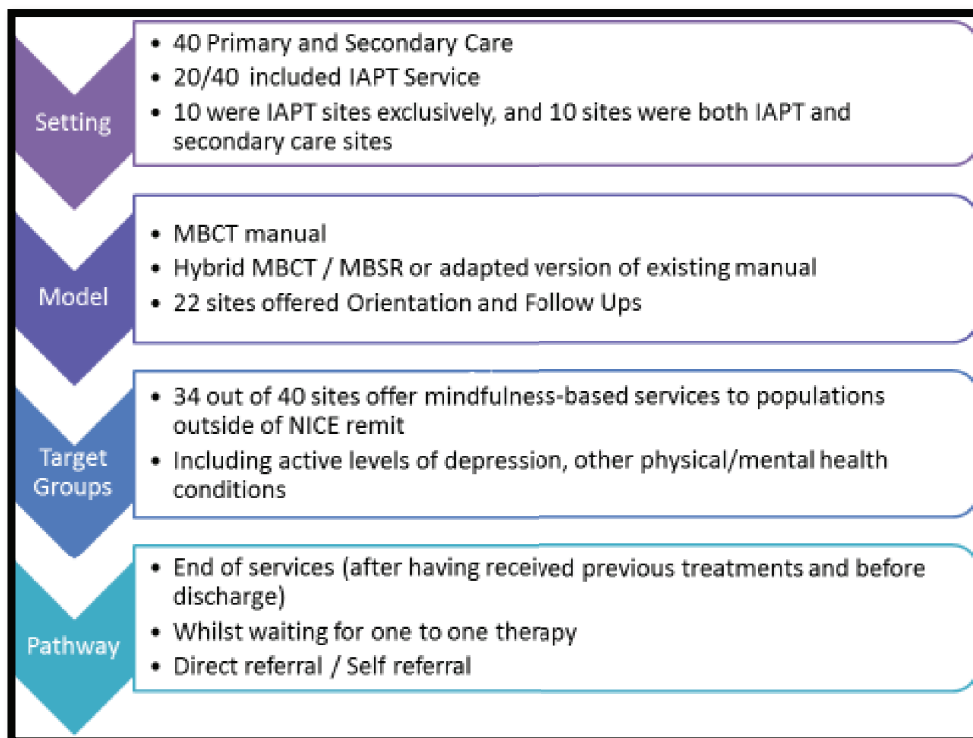 Setting
• 40 Primary and Secondary Care
• 20/40 included IAPT Service
• 10 were IAPT sites exclusively, and 10 sites were both IAPT and
secondary care sites
Model
• MBCT manual
• Hybrid MBCT / MBSR or adapted version of existing manual
• 22 sites offered Orientation and Follow Ups
Target
Groups
• 34 out of 40 sites offer mindfulness-based services to populations
outside of NICE remit
• Including active levels of depression, other physical/mental health
conditions
Pathway
• End of services (after having received previous treatments and before
discharge)
• Whilst waiting for one to one therapy
• Direct referral / Self referral